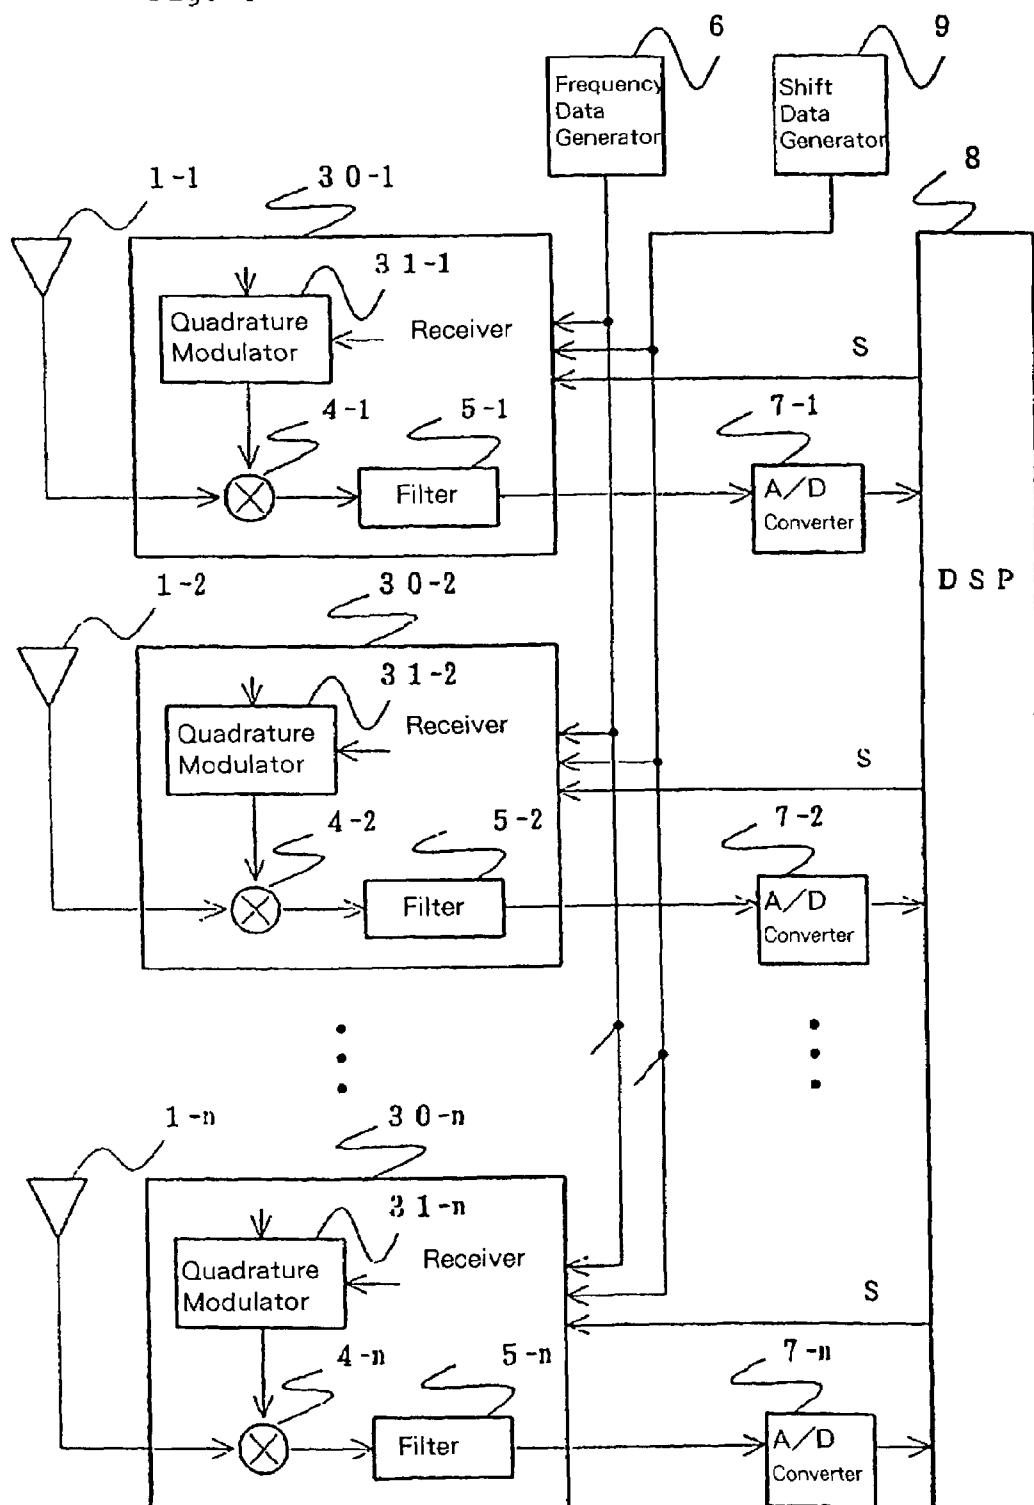 6
9
Frequency
Data
Generator
Shift
Data
Generator
8
1-1
30-1
31-1
Quadrature
Modulator
Receiver
S
4-1
5-1
7-1
Filter
A/D
Converter
DSP
1-2
30-2
31-2
Quadrature
Modulator
Receiver
S
4-2
5-2
7-2
Filter
A/D
Converter
1-n
30-n
31-n
Quadrature
Modulator
Receiver
S
4-n
5-n
7-n
Filter
A/D
Converter